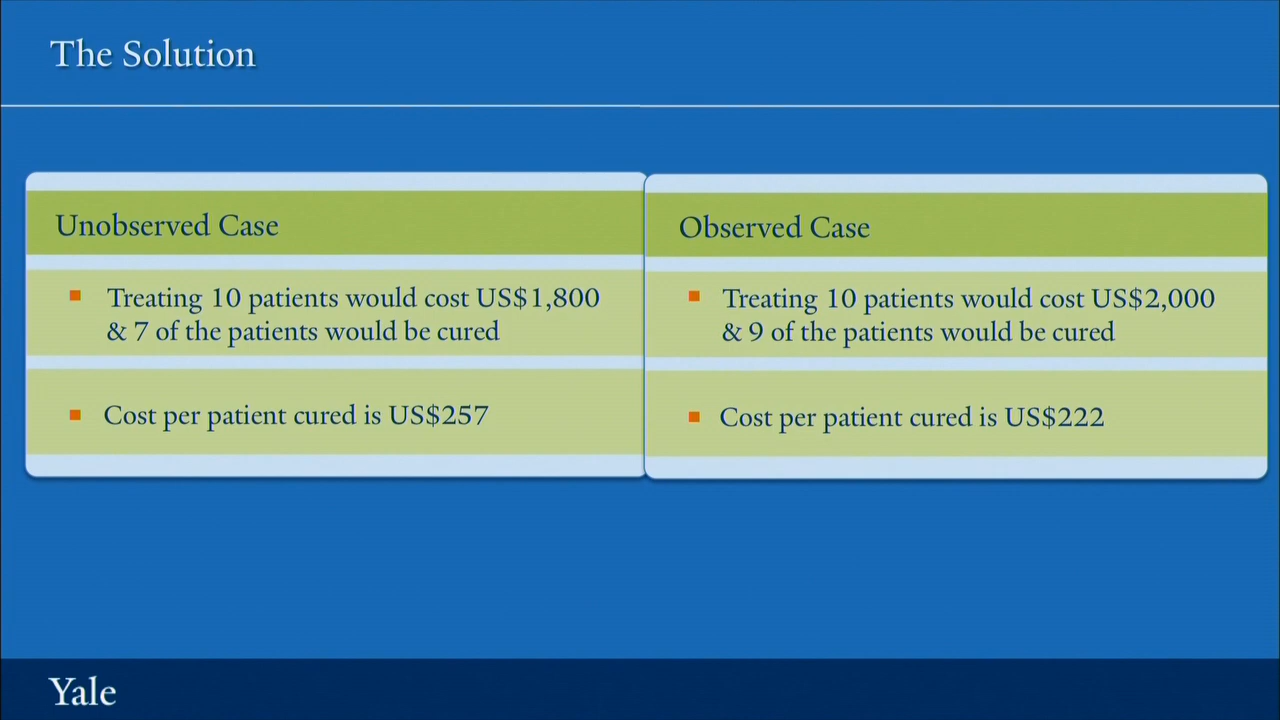 The Solution
Unobserved Case
Treating 10 patients would cost US$1,800
& 7 of the patients would be cured
Cost per patient cured is US$257
Observed Case
Treating 10 patients would cost US$2,000
& 9 of the patients would be cured
Cost per patient cured is US$222
Yale